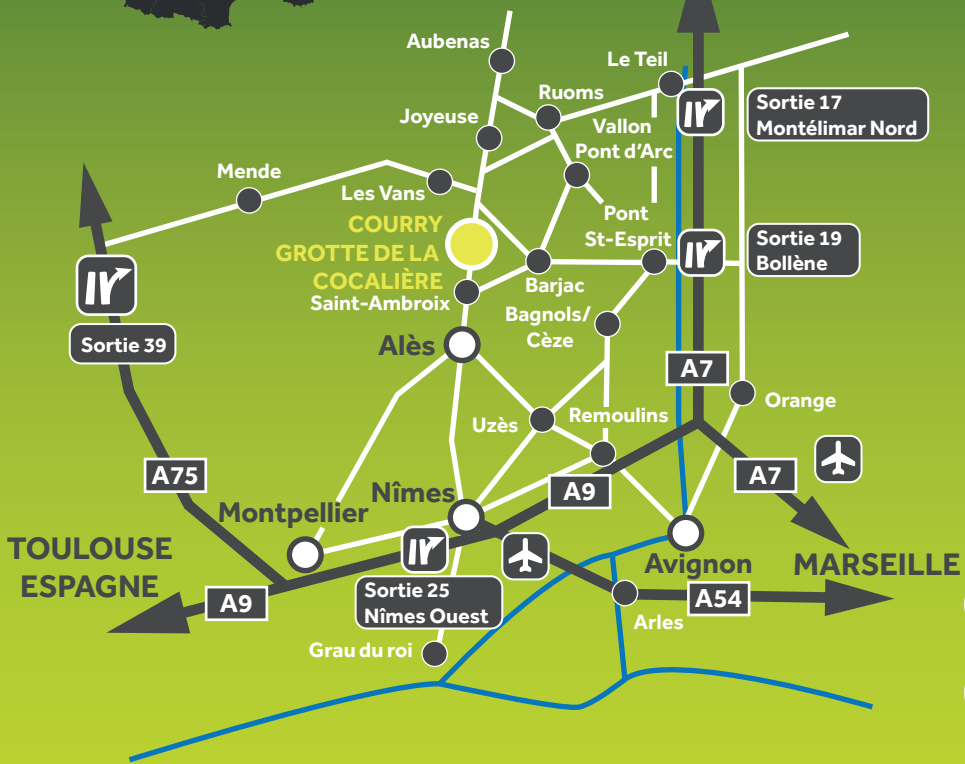 Aubenas
Le Teil
Ruoms
Sortie 17
Montélimar Nord
Joyeuse
Vallon
Pont d'Arc
Mende
Les Vans
Pont
St-Esprit
COURRY
GROTTE DE LA
COCALIÈRE
Sortie 19
Bollène
Barjac
Saint-Ambroix
Bagnols/
Cèze
Sortie 39
Alès
A7
Orange
Uzès
Remoulins
A75
A9
A7
Nîmes
Montpellier
TOULOUSE
ESPAGNE
Avignon
MARSEILLE
Sortie 25
Nîmes Ouest
A9
A54
Arles
Grau du roi